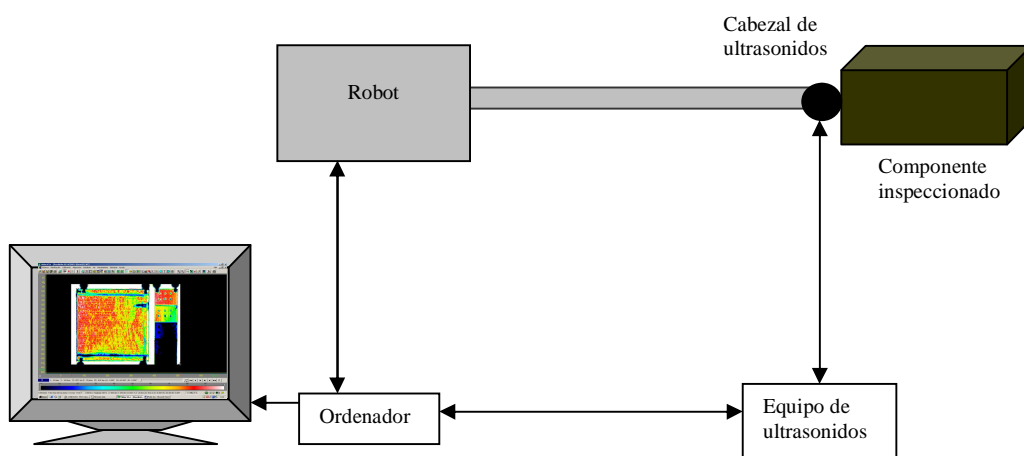 Cabezal de
ultrasonidos
Robot
Componente
inspeccionado
Ordenador
Equipo de
ultrasonidos